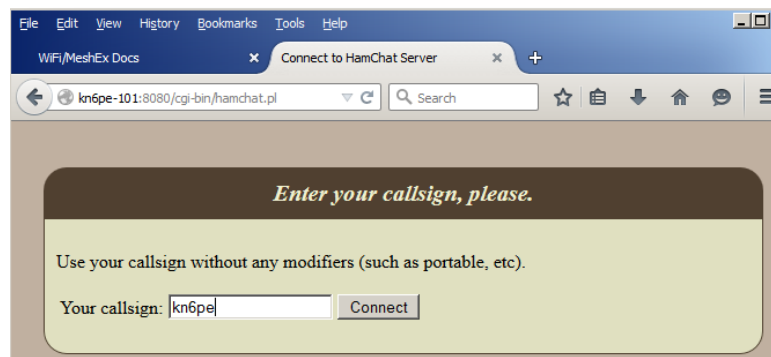 File Edit View History Bookmarks Tools Help
WiFi/MeshEx Docs Connect to HamChat Server
kn6pe-101:8080/cgi-bin/hamchat.pl Search
Enter your callsign, please.
Use your callsign without any modifiers (such as portable, etc).
Your callsign: kn6pe Connect